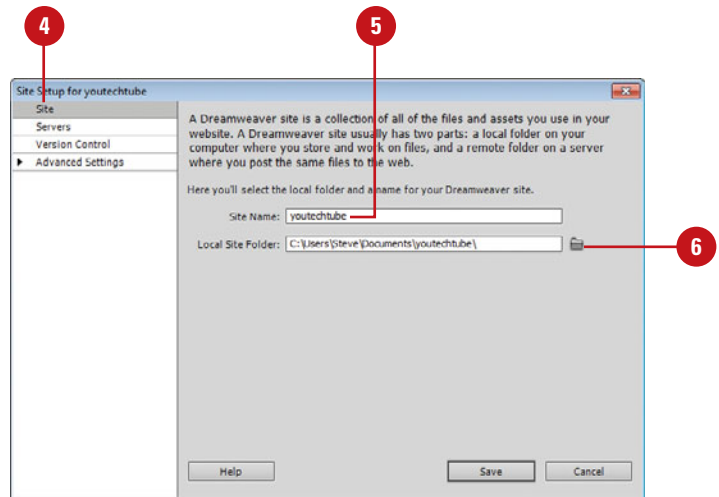 4
5
Site Setup for youtechtube
Site
Servers
Version Control
Advanced Settings
A Dreamweaver site is a collection of all of the files and assets you use in your
website. A Dreamweaver site usually has two parts: a local folder on your
computer where you store and work on files, and a remote folder on a server
where you post the same files to the web.
Here you'll select the local folder and a name for your Dreamweaver site.
Site Name: youtechtube
Local Site Folder: C:\Users\Steve\Documents\youtechtube\
6
Help
Save
Cancel